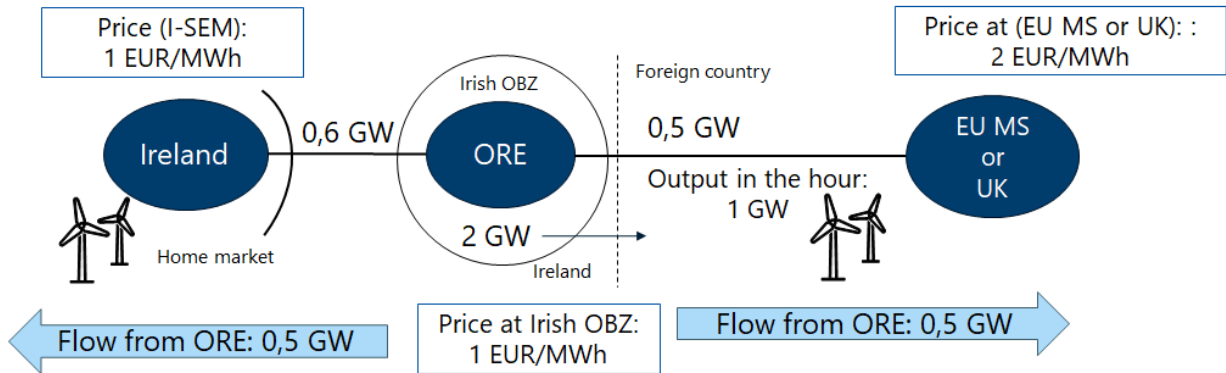 Price (I-SEM):
1 EUR/MWh
Price at (EU MS or UK): :
2 EUR/MWh
Irish OBZ
Foreign country
Ireland
0,6 GW
ORE
0,5 GW
EU MS
or
UK
Output in the hour:
1 GW
2 GW
Home market
Ireland
Flow from ORE: 0,5 GW
Price at Irish OBZ:
1 EUR/MWh
Flow from ORE: 0,5 GW